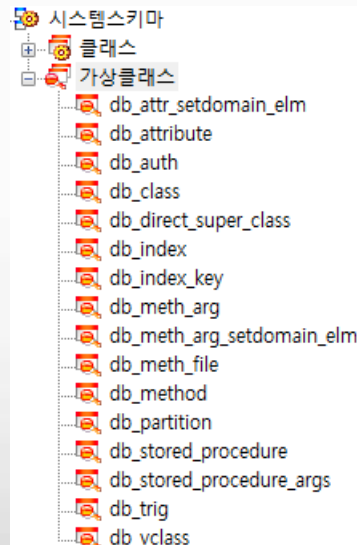 시스템스키마
클래스
가상클래스
db_attr_setdomain_elm
db_attribute
db_auth
db_class
db_direct_super_class
db_index
db_index_key
db_meth_arg
db_meth_arg_setdomain_elm
db_meth_file
db_method
db_partition
db_stored_procedure
db_stored_procedure_args
db_trig
db_vclass